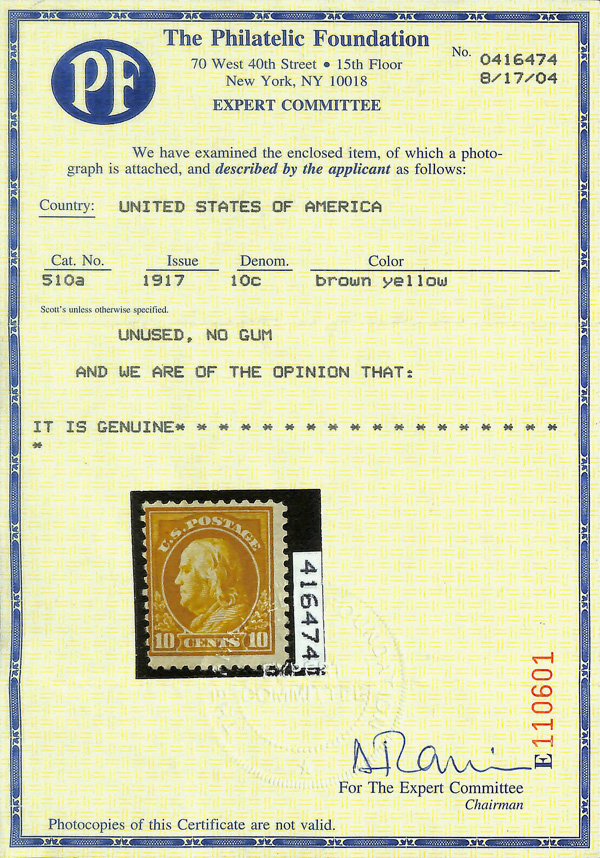 PF
The Philatelic Foundation
70 West 40th Street • 15th Floor
New York, NY 10018
EXPERT COMMITTEE
No. 0416474
8/17/04
We have examined the enclosed item, of which a photo-
graph is attached, and described by the applicant as follows:
Country: UNITED STATES OF AMERICA
Cat. No. Issue Denom. Color
510a 1917 10c brown yellow
Scott's unless otherwise specified.
UNUSED, NO GUM
AND WE ARE OF THE OPINION THAT:
IT IS GENUINE* * * * * * * * * * * * * * * * * *
*
U.S. POSTAGE
10 CENTS 10
416474
E110601
For The Expert Committee
Chairman
Photocopies of this Certificate are not valid.